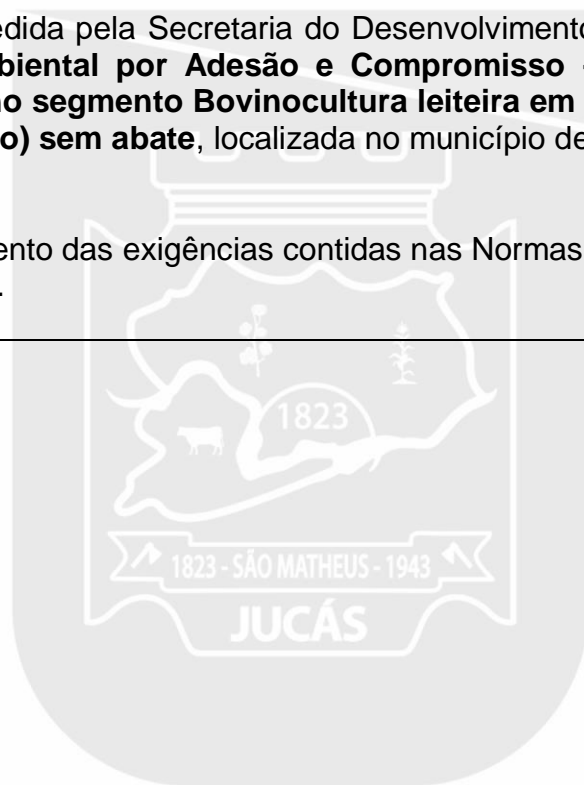 edida pela Secretaria do Desenvolvimento
biental por Adesão e Compromisso -
no segmento Bovinocultura leiteira em
o) sem abate, localizada no município de
ento das exigências contidas nas Normas
.
1823
1823 - SÃO MATHEUS - 1943
JUCÁS